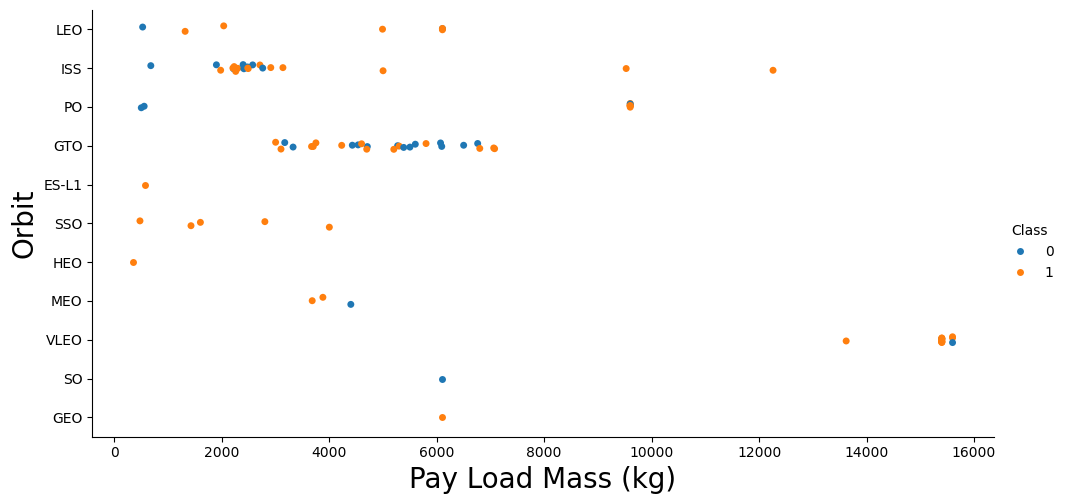 LEO
ISS
PO
GTO
ES-L1
SSO
HEO
MEO
VLEO
SO
GEO
Orbit
0 2000 4000 6000 8000 10000 12000 14000 16000
Pay Load Mass (kg)
Class
0
1